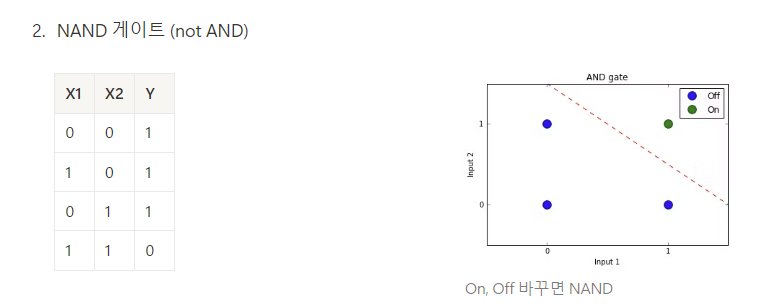 2. NAND 게이트 (not AND)
X1 X2 Y
0 0 1
1 0 1
0 1 1
1 1 0
AND gate
Off
On
Input 2
1
0
0 1
Input 1
On, Off 바꾸면 NAND